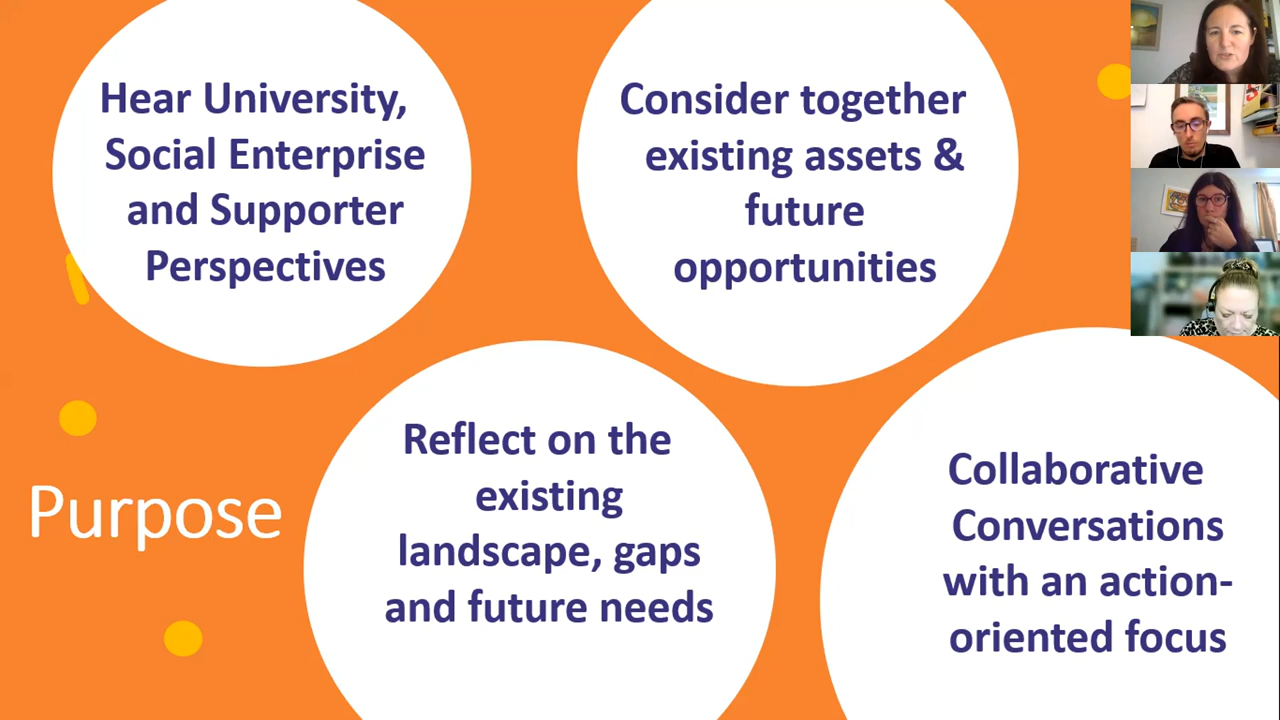 Hear University,
Social Enterprise
and Supporter
Perspectives
Consider together
existing assets &
future
opportunities
Purpose
Reflect on the
existing
landscape, gaps
and future needs
Collaborative
Conversations
with an action-
oriented focus